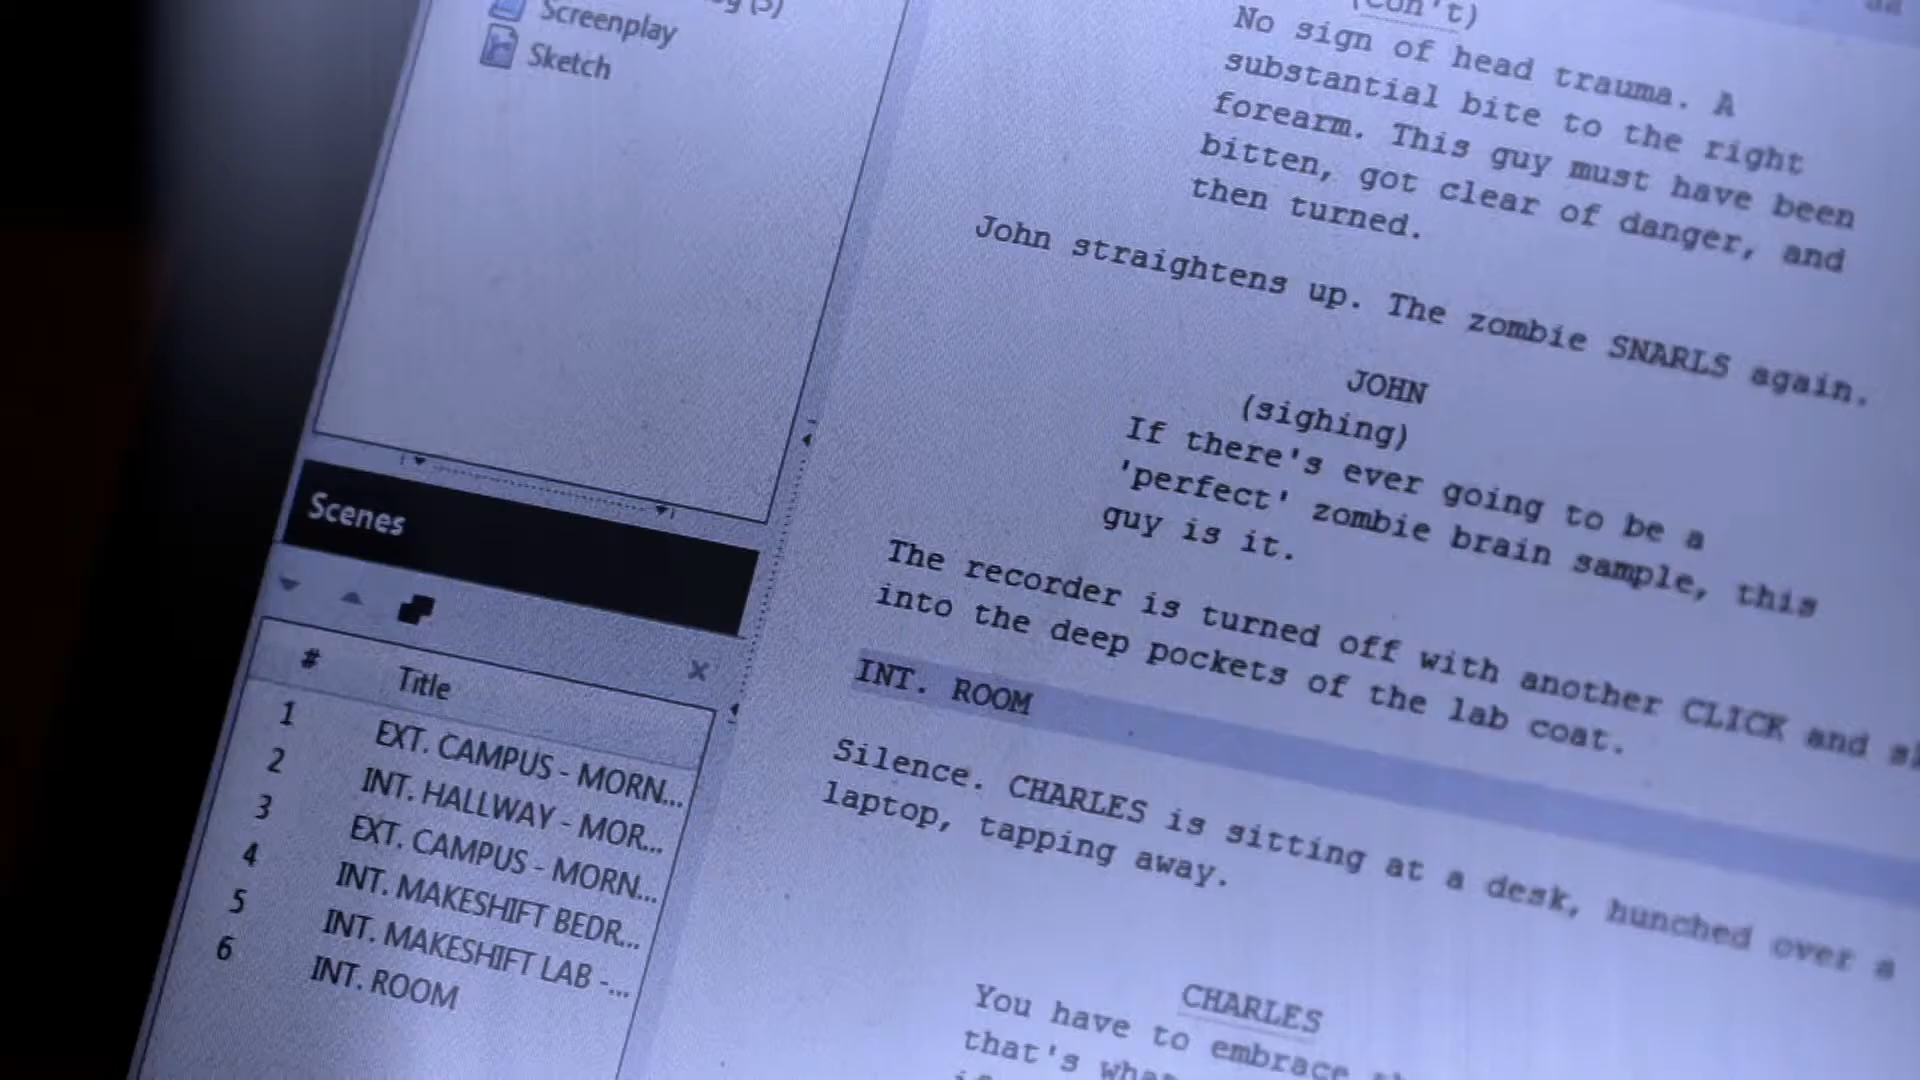 Screenplay
Sketch
Scenes
# Title
1 EXT. CAMPUS - MORN...
2 INT. HALLWAY - MOR...
3 EXT. CAMPUS - MORN...
4 INT. MAKESHIFT BEDR...
5 INT. MAKESHIFT LAB -...
6 INT. ROOM
(Con't)
No sign of head trauma. A
substantial bite to the right
forearm. This guy must have been
bitten, got clear of danger, and
then turned.
John straightens up. The zombie SNARLS again.
JOHN
(sighing)
If there's ever going to be a
'perfect' zombie brain sample, this
guy is it.
The recorder is turned off with another CLICK and
into the deep pockets of the lab coat.
INT. ROOM
Silence. CHARLES is sitting at a desk, hunched over a
laptop, tapping away.
CHARLES
You have to embrace
that's